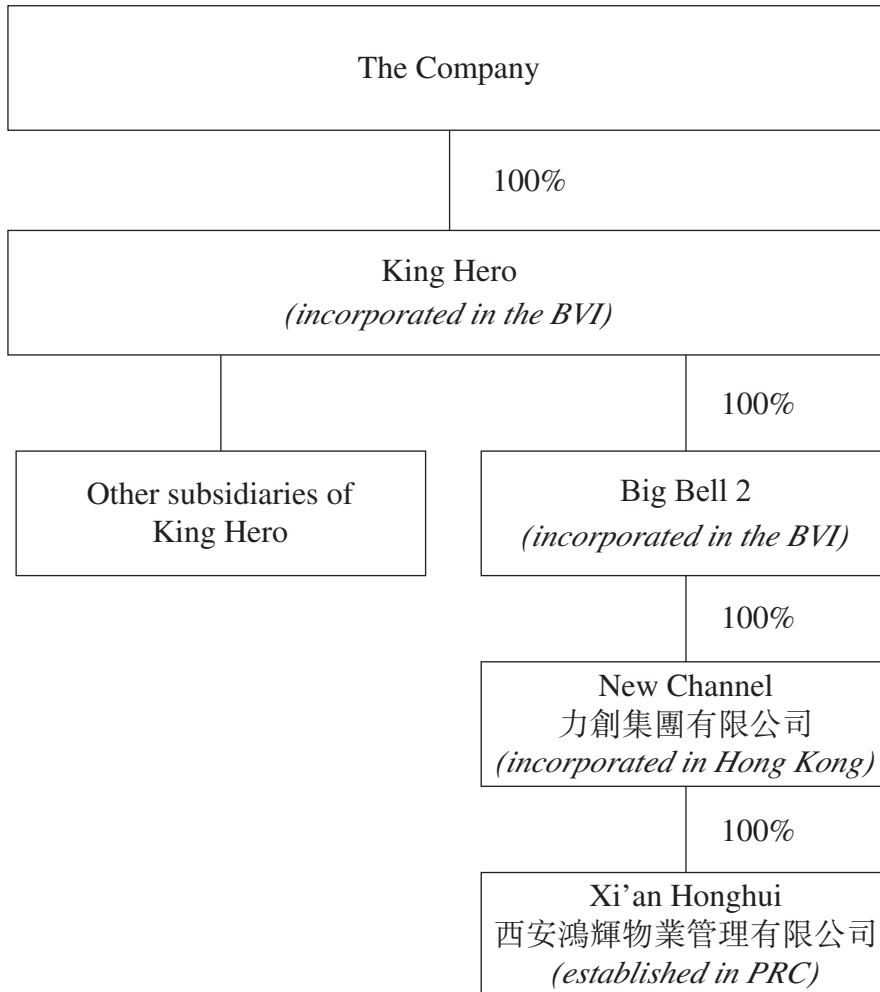 The Company
100%
King Hero
(incorporated in the BVI)
100%
Other subsidiaries of
King Hero
Big Bell 2
(incorporated in the BVI)
100%
New Channel
力創集團有限公司
(incorporated in Hong Kong)
100%
Xi’an Honghui
西安鴻輝物業管理有限公司
(established in PRC)